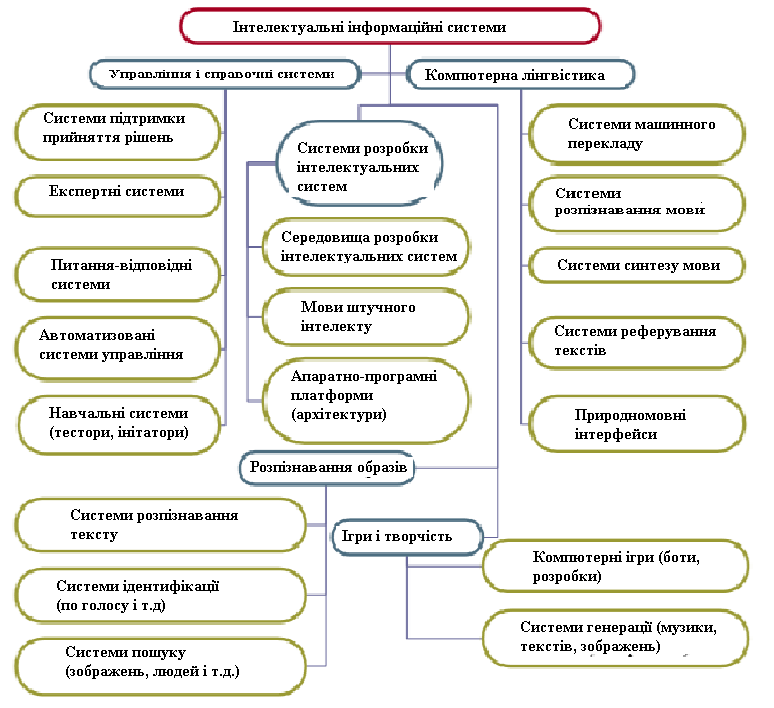 Інтелектуальні інформаційні системи
Управління і справочні системи
Компютерна лінгвістика
Системи підтримки
прийняття рішень
Експертні системи
Питання-відповідні
системи
Автоматизовані
системи управління
Навчальні системи
(тестори, інітатори)
Системи розробки
інтелектуальних
систем
Середовища розробки
інтелектуальних систем
Мови штучного
інтелекту
Апаратно-програмні
платформи
(архітектури)
Системи машинного
перекладу
Системи
розпізнавання мови
Системи синтезу мови
Системи реферування
текстів
Природномовні
інтерфейси
Розпізнавання образів
Системи розпізнавання
тексту
Системи ідентифікації
(по голосу і т.д)
Системи пошуку
(зображень, людей і т.д.)
Ігри і творчість
Компютерні ігри (боти,
розробки)
Системи генерації (музики,
текстів, зображень)